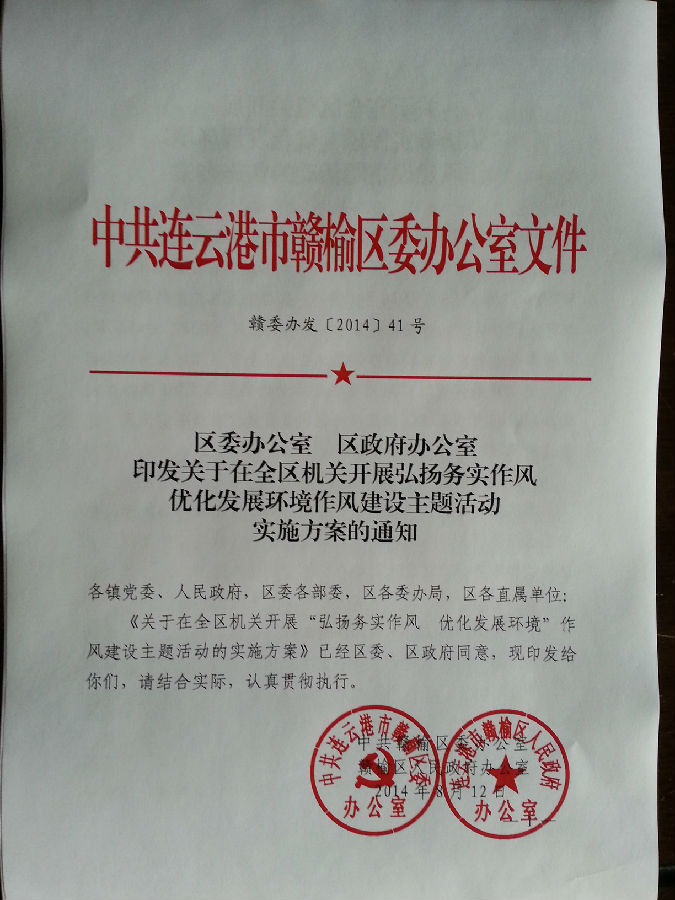 中共连云港市赣榆区委办公室文件
赣委办发〔2014〕41号
区委办公室　区政府办公室
印发关于在全区机关开展弘扬务实作风
优化发展环境作风建设主题活动
实施方案的通知
各镇党委、人民政府，区委各部委，区各委办局，区各直属单位：
《关于在全区机关开展“弘扬务实作风　优化发展环境”作
风建设主题活动的实施方案》已经区委、区政府同意，现印发给
你们，请结合实际，认真贯彻执行。
中共赣榆区委办公室
赣榆区人民政府办公室
2014年8月12日
中共连云港市赣榆区委
办公室
连云港市赣榆区人民政府
办公室